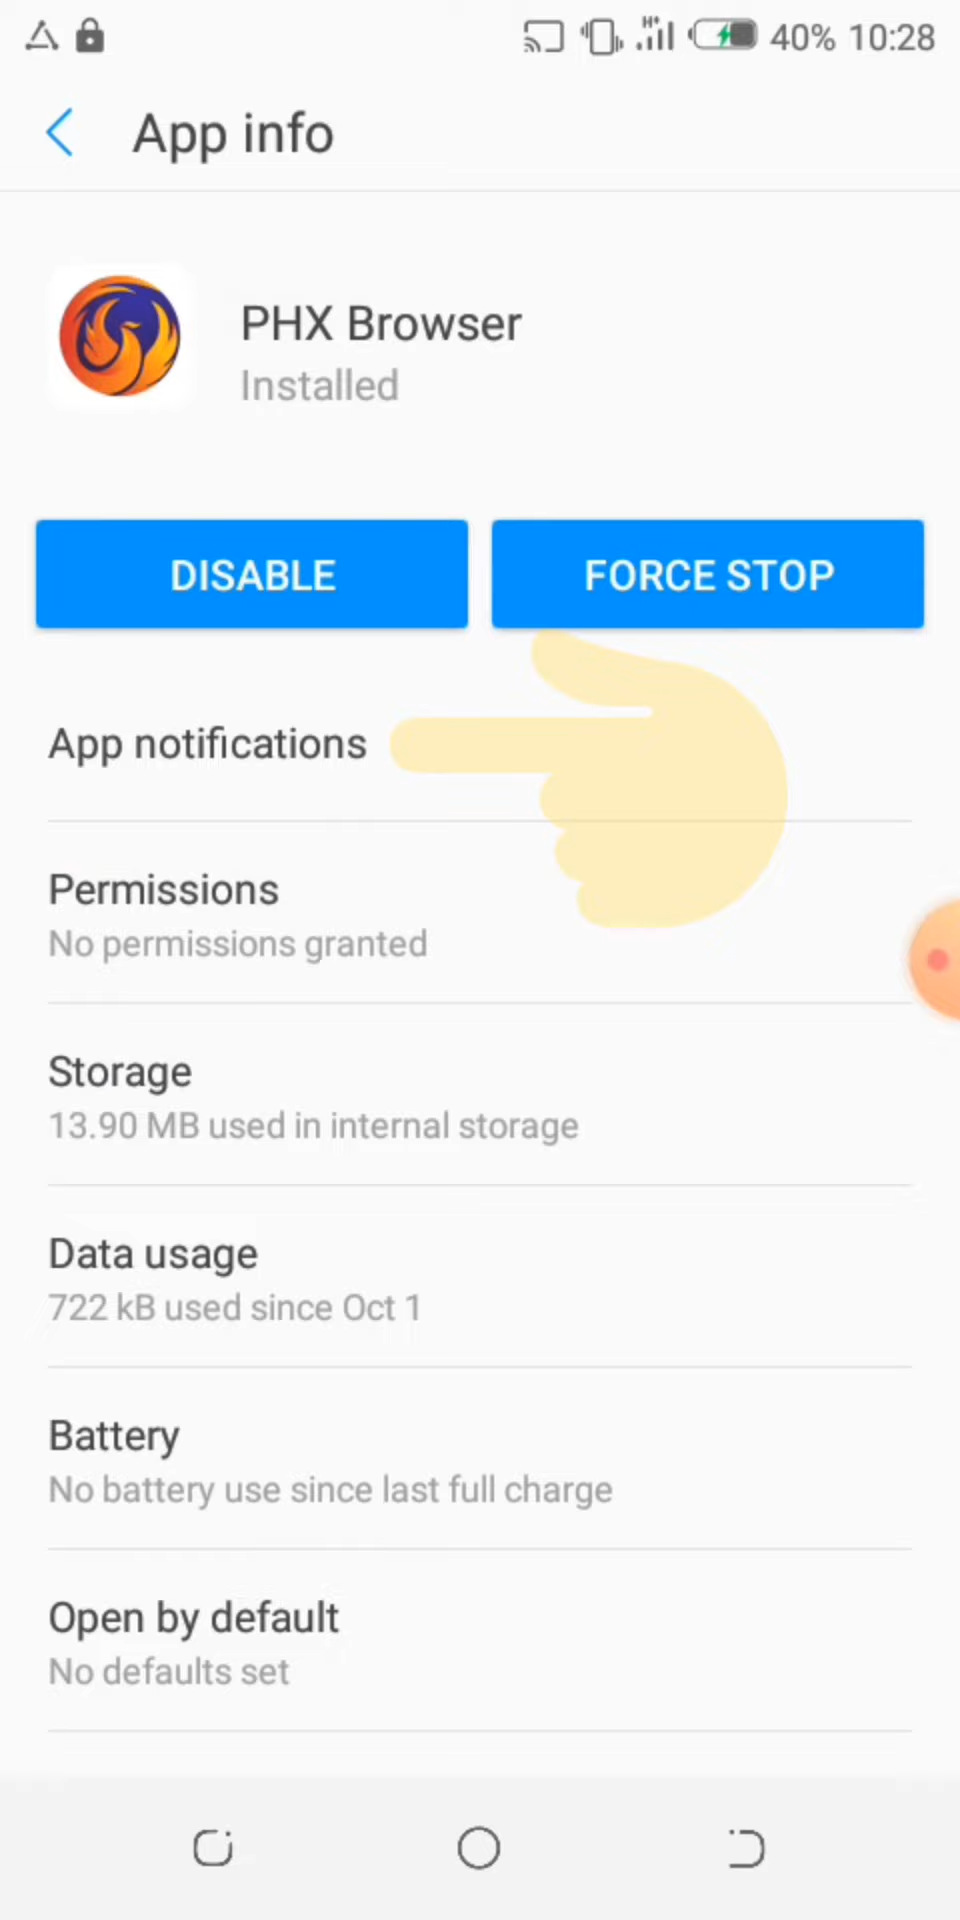 H+ 40% 10:28
App info
PHX Browser
Installed
DISABLE FORCE STOP
App notifications
Permissions
No permissions granted
Storage
13.90 MB used in internal storage
Data usage
722 kB used since Oct 1
Battery
No battery use since last full charge
Open by default
No defaults set